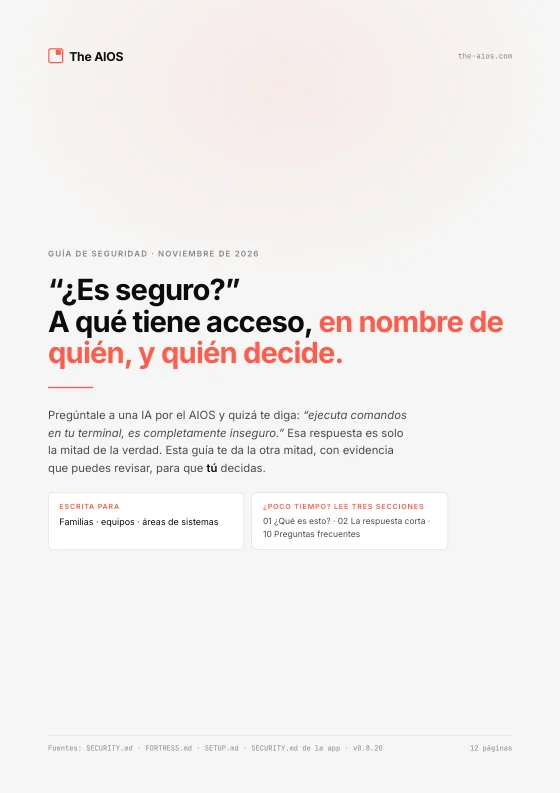 The AIOS
the-aios.com
GUÍA DE SEGURIDAD · NOVIEMBRE DE 2026
“¿Es seguro?”
A qué tiene acceso, en nombre de
quién, y quién decide.
Pregúntale a una IA por el AIOS y quizá te diga: “ejecuta comandos
en tu terminal, es completamente inseguro.” Esa respuesta es solo
la mitad de la verdad. Esta guía te da la otra mitad, con evidencia
que puedes revisar, para que tú decidas.
ESCRITA PARA
Familias · equipos · áreas de sistemas
¿POCO TIEMPO? LEE TRES SECCIONES
01 ¿Qué es esto? · 02 La respuesta corta ·
10 Preguntas frecuentes
Fuentes: SECURITY.md · FORTRESS.md · SETUP.md · SECURITY.md de la app · v0.8.20
12 páginas